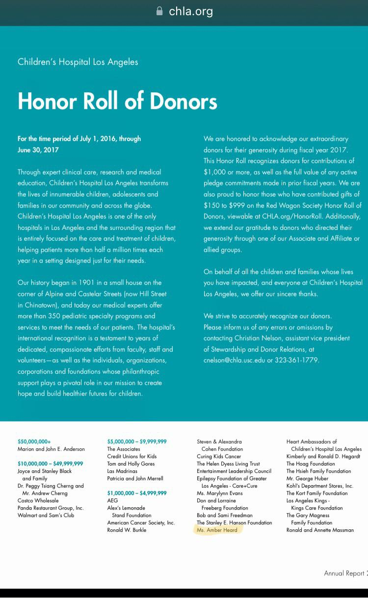 chla.org
Children's Hospital Los Angeles
Honor Roll of Donors
For the time period of July 1, 2016, through
June 30, 2017
Through expert clinical care, research and medical
education, Children's Hospital Los Angeles transforms
the lives of innumerable children, adolescents and
families in our community and across the globe.
Children's Hospital Los Angeles is one of the only
hospitals in Los Angeles and the surrounding region that
is entirely focused on the care and treatment of children,
helping patients more than half a million times each
year in a setting designed just for their needs.
Our history began in 1901 in a small house on the
corner of Alpine and Castelar Streets (now Hill Street
in Chinatown), and today our medical experts offer
more than 350 pediatric specialty programs and
services to meet the needs of our patients. The hospital's
international recognition is a testament to years of
dedicated, compassionate efforts from faculty, staff and
volunteers—as well as the individuals, organizations,
corporations and foundations whose philanthropic
support plays a pivotal role in our mission to create
hope and build healthier futures for children.
We are honored to acknowledge our extraordinary
donors for their generosity during fiscal year 2017.
This Honor Roll recognizes donors for contributions of
$1,000 or more, as well as the full value of any active
pledge commitments made in prior fiscal years. We are
also proud to honor those who have contributed gifts of
$150 to $999 on the Red Wagon Society Honor Roll of
Donors, viewable at CHLA.org/HonorRoll. Additionally,
we extend our gratitude to donors who directed their
generosity through one of our Associate and Affiliate or
allied groups.
On behalf of all the children and families whose lives
you have impacted, and everyone at Children's Hospital
Los Angeles, we offer our sincere thanks.
We strive to accurately recognize our donors.
Please inform us of any errors or omissions by
contacting Christian Nelson, assistant vice president
of Stewardship and Donor Relations, at
cnelson@chla.usc.edu or 323-361-1779.
$50,000,000+
Marion and John E. Anderson
$10,000,000 – $49,999,999
Joyce and Stanley Black
and Family
Dr. Peggy Tsiang Cherng and
Mr. Andrew Cherng
Costco Wholesale
Panda Restaurant Group, Inc.
Walmart and Sam's Club
$5,000,000 – $9,999,999
The Associates
Credit Unions for Kids
Tom and Holly Gores
Las Madrinas
Patricia and John Merrell
$1,000,000 – $4,999,999
AEG
Alex's Lemonade
Stand Foundation
American Cancer Society, Inc.
Ronald W. Burkle
Steven & Alexandra
Cohen Foundation
Curing Kids Cancer
The Helen Dyess Living Trust
Entertainment Leadership Council
Epilepsy Foundation of Greater
Los Angeles - Care+Cure
Ms. Marylynn Evans
Don and Lorraine
Freeberg Foundation
Bob and Sami Freedman
The Stanley E. Hanson Foundation
Ms. Amber Heard
Heart Ambassadors of
Children's Hospital Los Angeles
Kimberly and Ronald D. Hegardt
The Hoag Foundation
The Hsieh Family Foundation
Mr. George Huber
Kohl's Department Stores, Inc.
The Kort Family Foundation
Los Angeles Kings -
Kings Care Foundation
The Gary Magness
Family Foundation
Ronald and Annette Massman
Annual Report 2